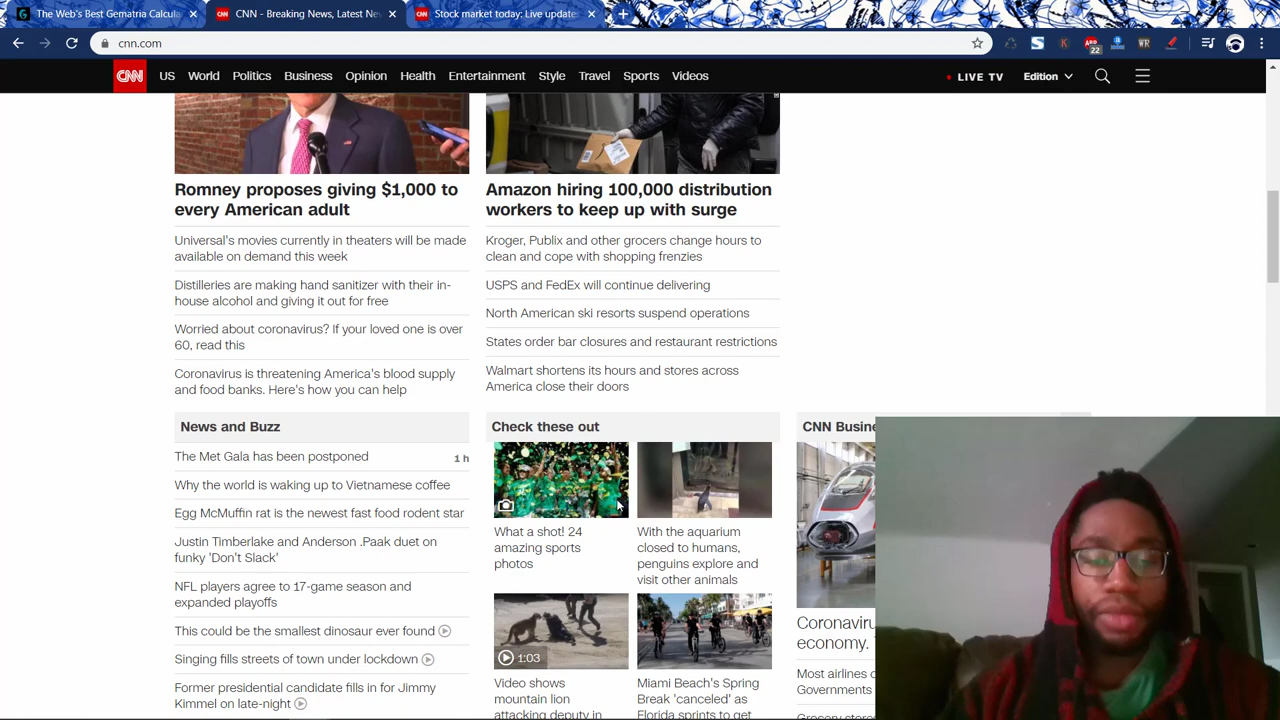 The Web's Best Gematria Calcula
CNN - Breaking News, Latest Ne
Stock market today: Live update
cnn.com
ABP
22
WR
CNN
US World Politics Business Opinion Health Entertainment Style Travel Sports Videos
LIVE TV
Edition
Romney proposes giving $1,000 to
every American adult
Universal's movies currently in theaters will be made
available on demand this week
Distilleries are making hand sanitizer with their in-
house alcohol and giving it out for free
Worried about coronavirus? If your loved one is over
60, read this
Coronavirus is threatening America's blood supply
and food banks. Here's how you can help
Amazon hiring 100,000 distribution
workers to keep up with surge
Kroger, Publix and other grocers change hours to
clean and cope with shopping frenzies
USPS and FedEx will continue delivering
North American ski resorts suspend operations
States order bar closures and restaurant restrictions
Walmart shortens its hours and stores across
America close their doors
News and Buzz
The Met Gala has been postponed 1 h
Why the world is waking up to Vietnamese coffee
Egg McMuffin rat is the newest fast food rodent star
Justin Timberlake and Anderson .Paak duet on
funky 'Don't Slack'
NFL players agree to 17-game season and
expanded playoffs
This could be the smallest dinosaur ever found
Singing fills streets of town under lockdown
Former presidential candidate fills in for Jimmy
Kimmel on late-night
Check these out
What a shot! 24
amazing sports
photos
With the aquarium
closed to humans,
penguins explore and
visit other animals
1:03
Video shows
mountain lion
attacking deputy in
Miami Beach's Spring
Break 'canceled' as
Florida sprints to get
CNN Busine
Coronaviru
economy.
Most airlines
Governments
Grocery store